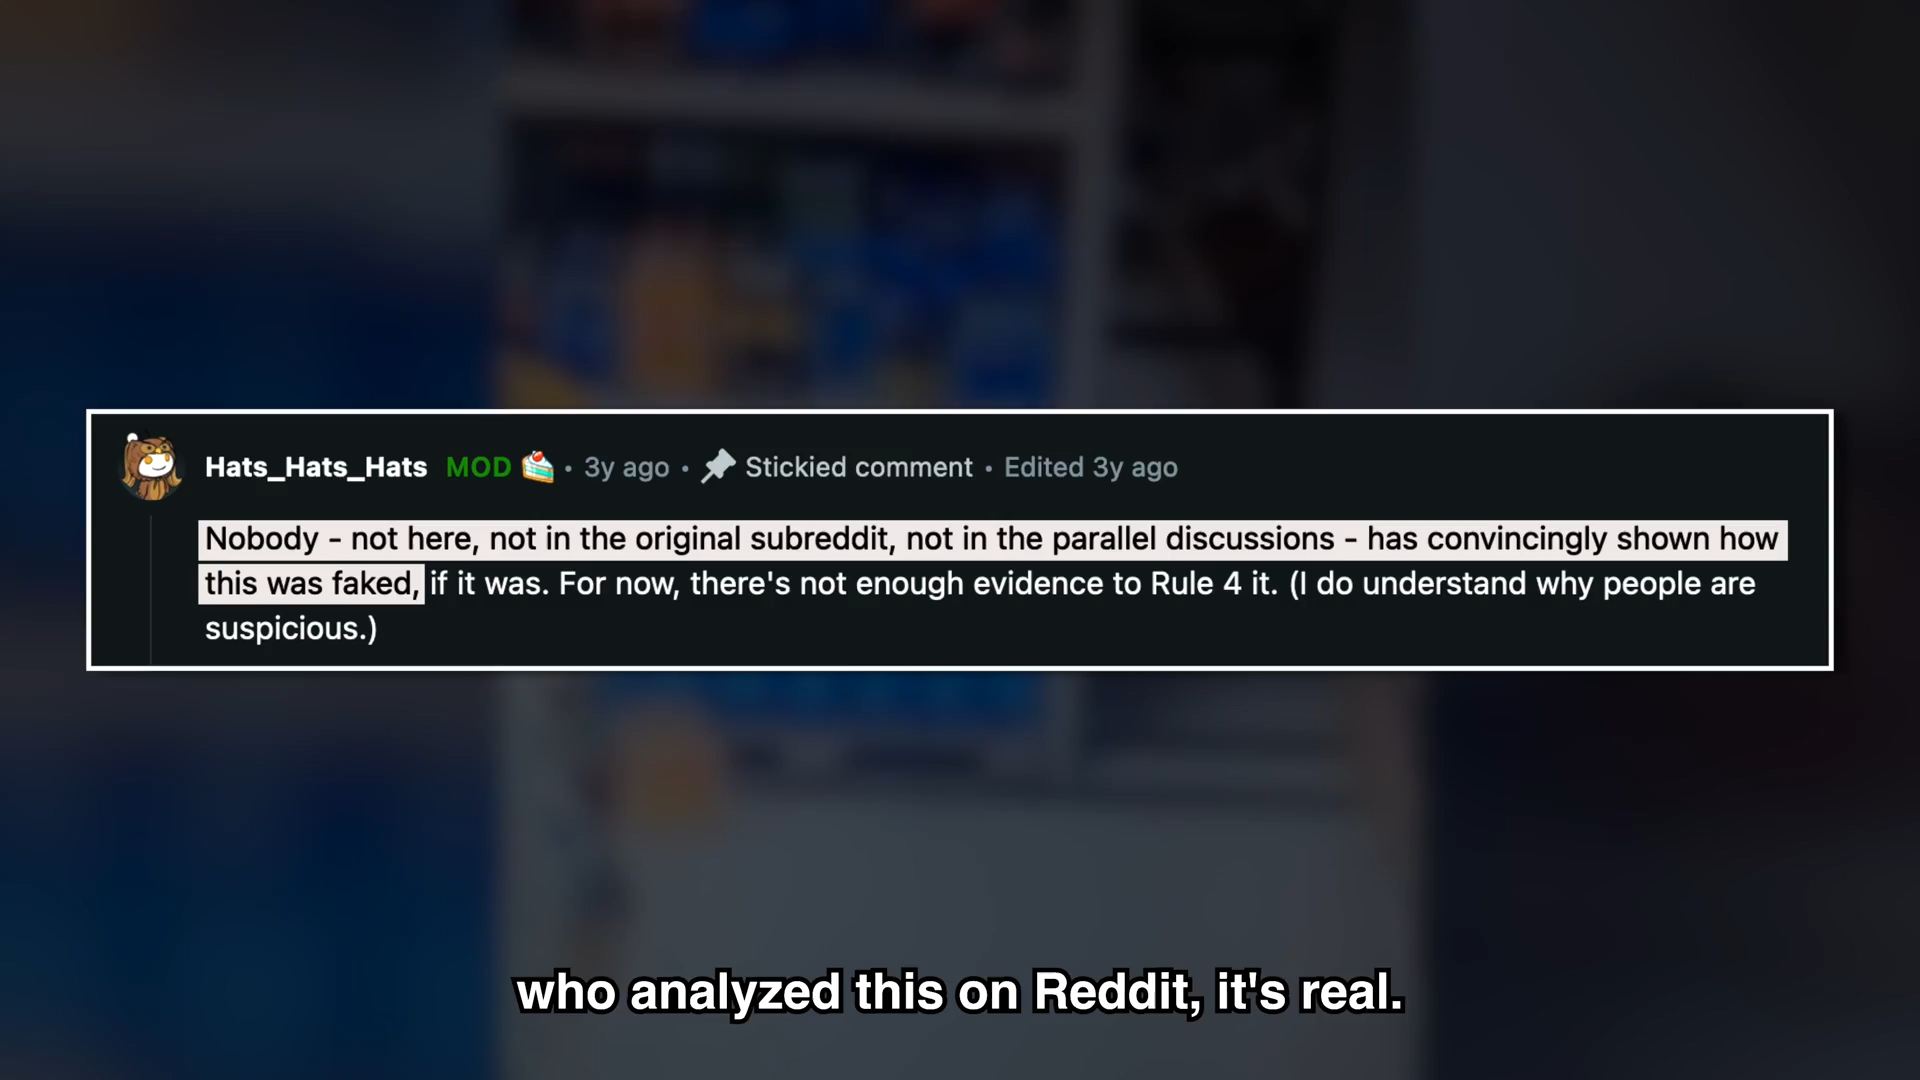 Hats_Hats_Hats MOD • 3y ago • Stickied comment • Edited 3y ago
Nobody - not here, not in the original subreddit, not in the parallel discussions - has convincingly shown how
this was faked, if it was. For now, there's not enough evidence to Rule 4 it. (I do understand why people are
suspicious.)
who analyzed this on Reddit, it's real.